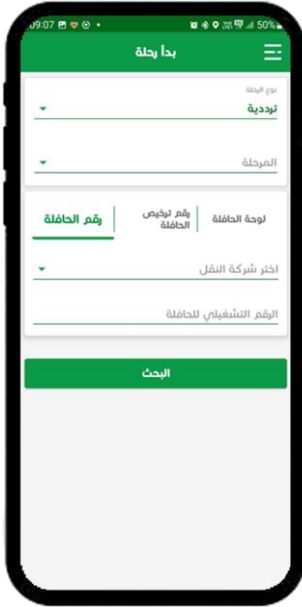 09:07
50%
بدأ رحلة
نوع الرحلة
ترددية
المرحلة
لوحة الحافلة
رقم ترخيص
الحافلة
رقم الحافلة
اختر شركة النقل
الرقم التشغيلي للحافلة
البحث